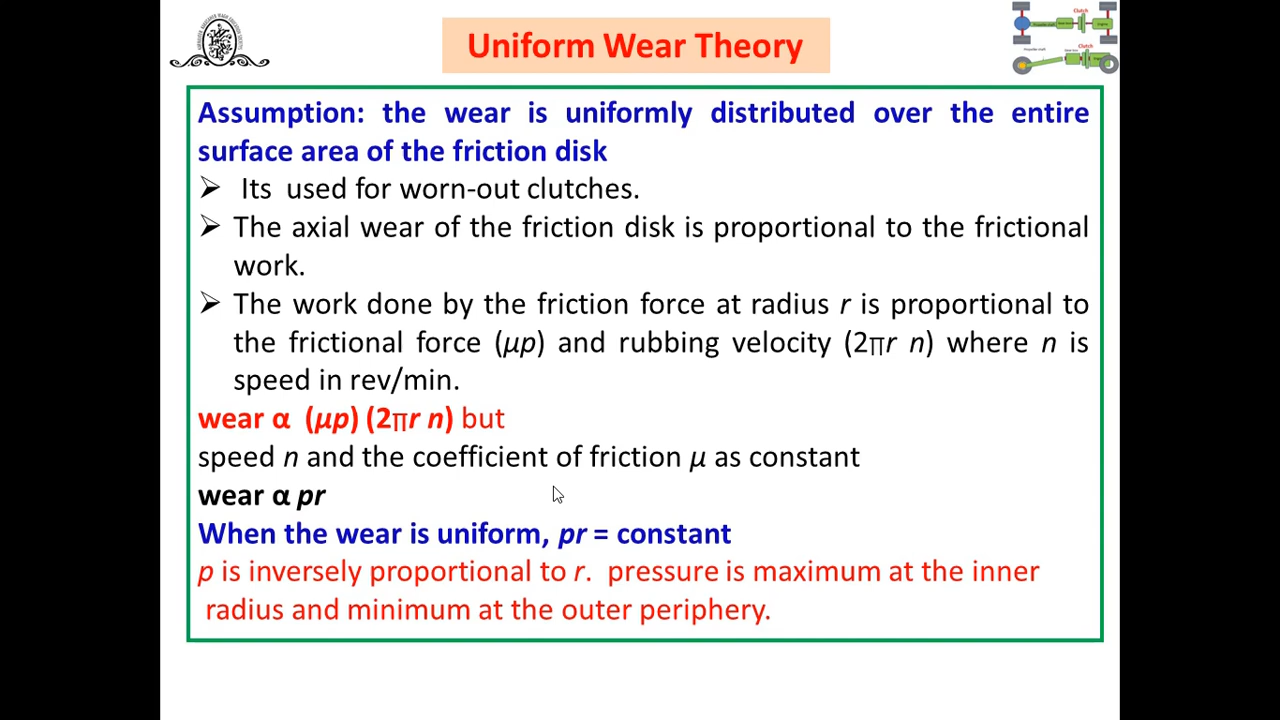 Uniform Wear Theory
Clutch
Clutch
Assumption: the wear is uniformly distributed over the entire
surface area of the friction disk
➢ Its used for worn-out clutches.
➢ The axial wear of the friction disk is proportional to the frictional
work.
➢ The work done by the friction force at radius r is proportional to
the frictional force (μp) and rubbing velocity (2πr n) where n is
speed in rev/min.
wear α (μp) (2πr n) but
speed n and the coefficient of friction μ as constant
wear α pr
When the wear is uniform, pr = constant
p is inversely proportional to r. pressure is maximum at the inner
radius and minimum at the outer periphery.